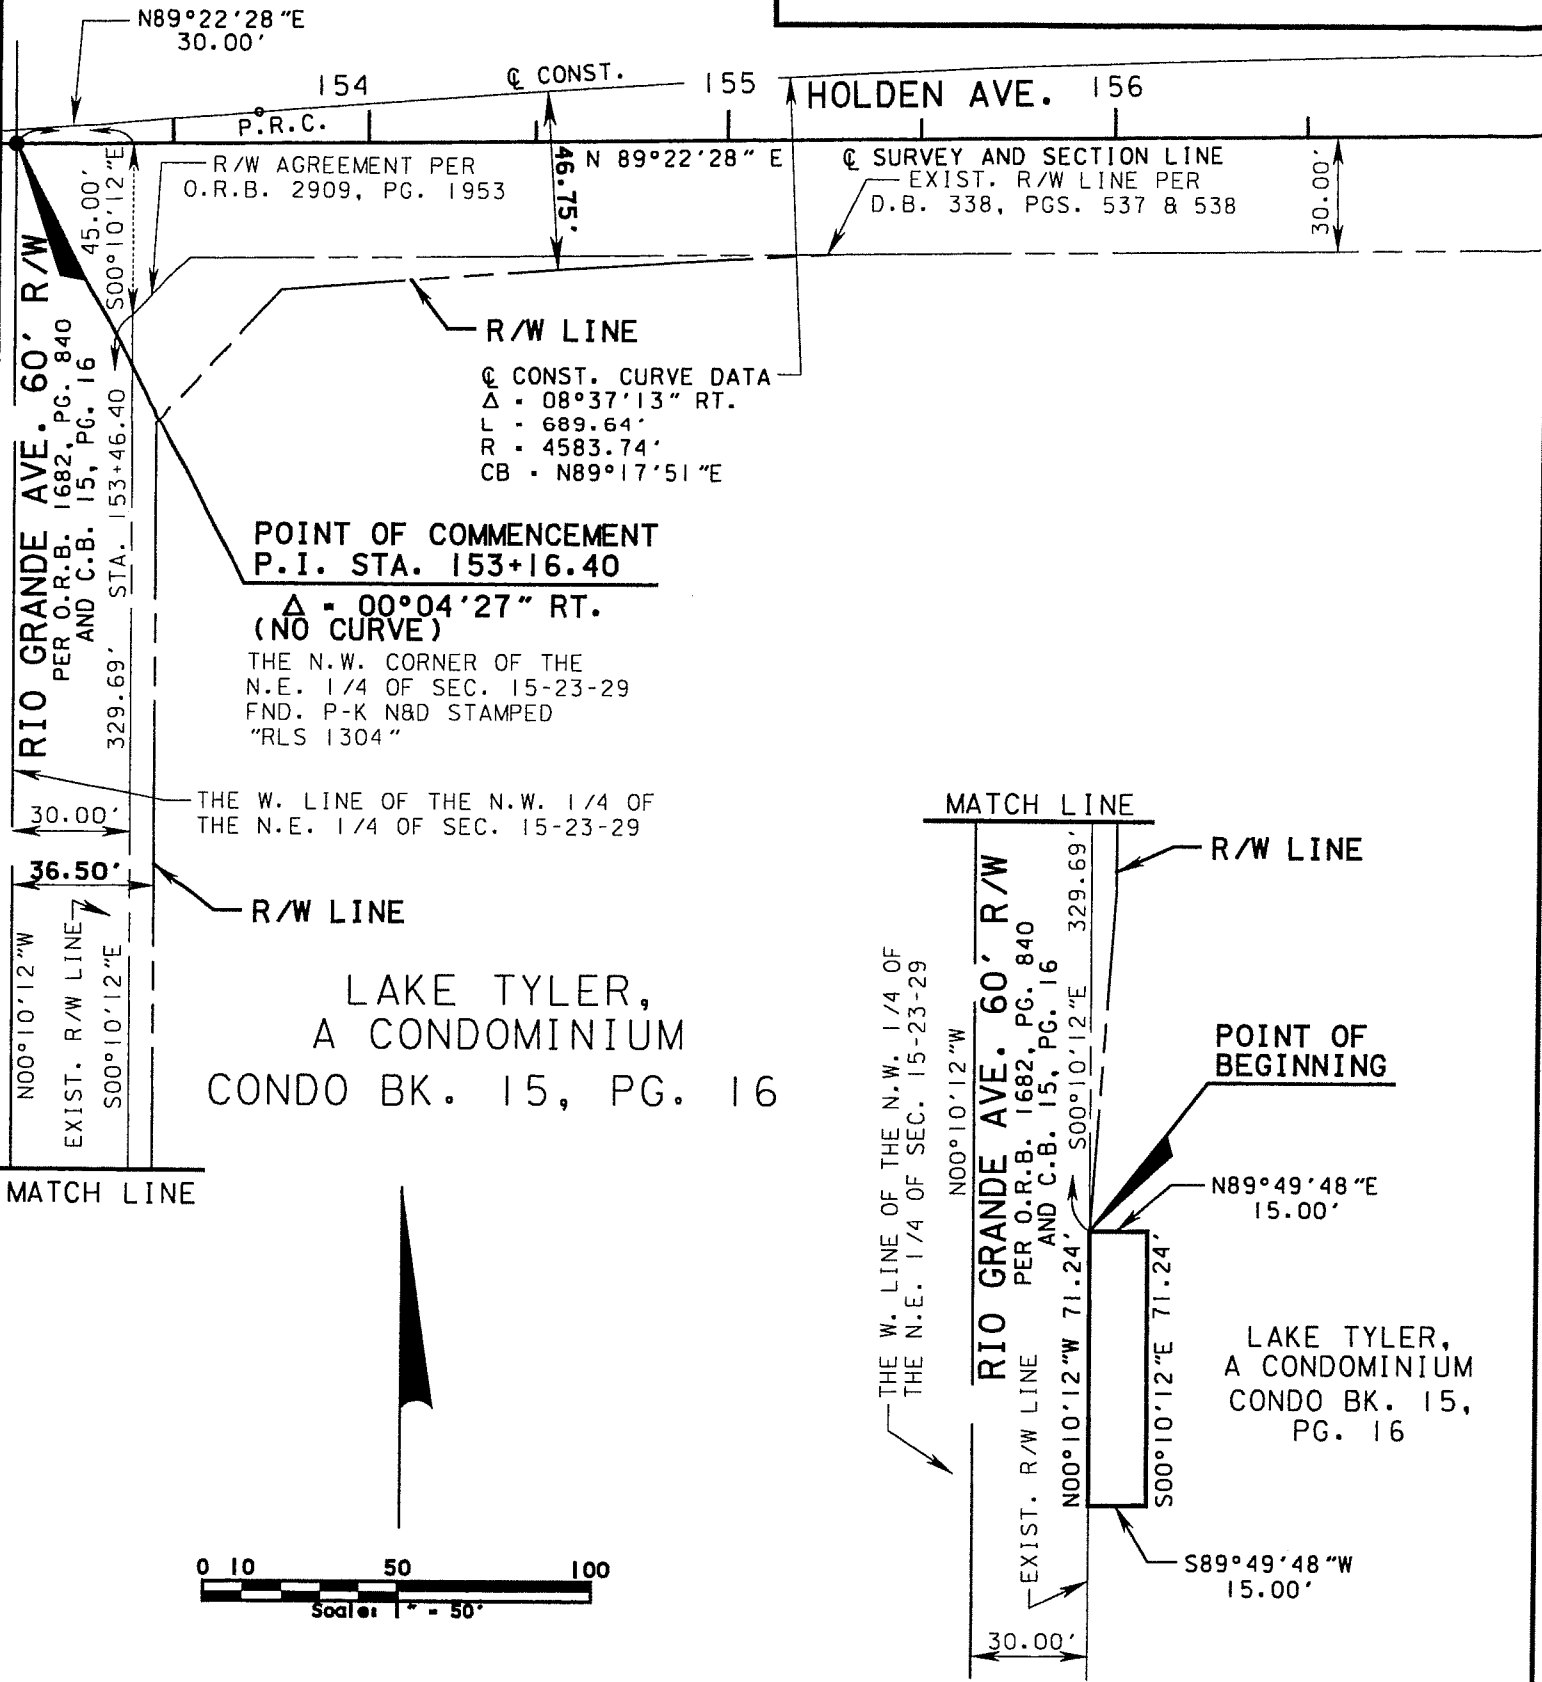 N89°22'28"E
30.00'
154
℄ CONST.
155
HOLDEN AVE.
156
P.R.C.
R/W AGREEMENT PER
O.R.B. 2909, PG. 1953
46.75'
N 89°22'28" E
℄ SURVEY AND SECTION LINE
EXIST. R/W LINE PER
D.B. 338, PGS. 537 & 538
30.00'
45.00'
S00°10'12"E
R/W LINE
℄ CONST. CURVE DATA
Δ = 08°37'13" RT.
L = 689.64'
R = 4583.74'
CB = N89°17'51"E
RIO GRANDE AVE. 60' R/W
PER O.R.B. 1682, PG. 840
AND C.B. 15, PG. 16
329.69'
STA. 153+46.40
POINT OF COMMENCEMENT
P.I. STA. 153+16.40
Δ = 00°04'27" RT.
(NO CURVE)
THE N.W. CORNER OF THE
N.E. 1/4 OF SEC. 15-23-29
FND. P-K N&D STAMPED
"RLS 1304"
THE W. LINE OF THE N.W. 1/4 OF
THE N.E. 1/4 OF SEC. 15-23-29
30.00'
36.50'
R/W LINE
N00°10'12"W
EXIST. R/W LINE
S00°10'12"E
LAKE TYLER,
A CONDOMINIUM
CONDO BK. 15, PG. 16
MATCH LINE
MATCH LINE
R/W LINE
THE W. LINE OF THE N.W. 1/4 OF
THE N.E. 1/4 OF SEC. 15-23-29
N00°10'12"W
RIO GRANDE AVE. 60' R/W
PER O.R.B. 1682, PG. 840
AND C.B. 15, PG. 16
S00°10'12"E 329.69'
POINT OF
BEGINNING
N89°49'48"E
15.00'
N00°10'12"W 71.24'
S00°10'12"E 71.24'
LAKE TYLER,
A CONDOMINIUM
CONDO BK. 15,
PG. 16
EXIST. R/W LINE
S89°49'48"W
15.00'
30.00'
0 10 50 100
Scale: 1" = 50'